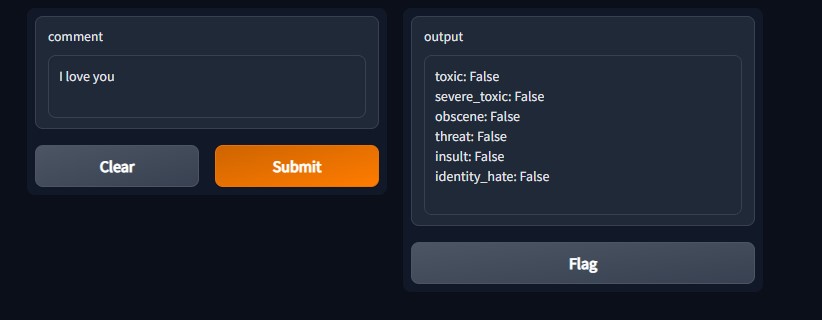 comment
I love you
Clear
Submit
output
toxic: False
severe_toxic: False
obscene: False
threat: False
insult: False
identity_hate: False
Flag